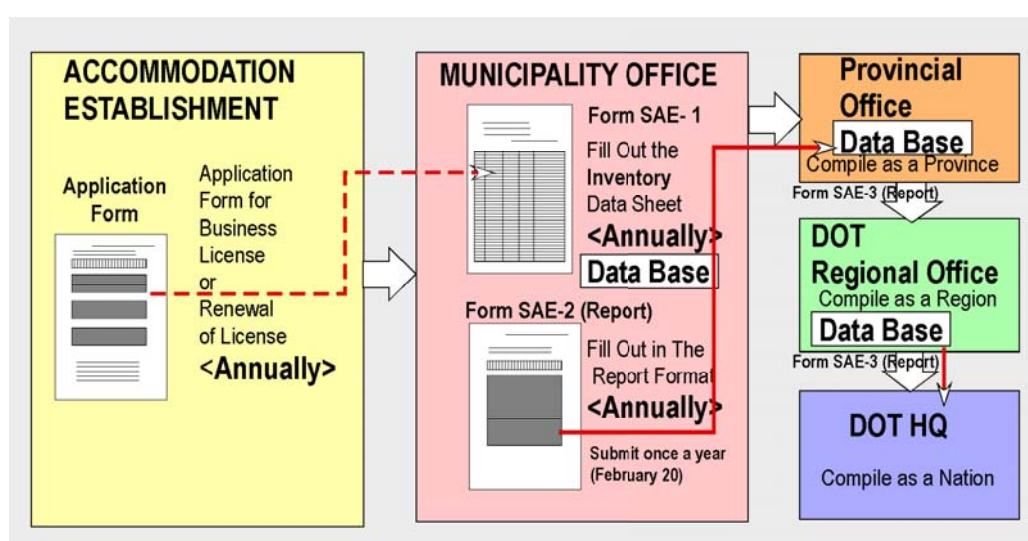 ACCOMMODATION
ESTABLISHMENT
Application
Form
Application
Form for
Business
License
or
Renewal
of License
<Annually>
MUNICIPALITY OFFICE
Form SAE- 1
Fill Out the
Inventory
Data Sheet
<Annually>
Data Base
Form SAE-2 (Report)
Fill Out in The
Report Format
<Annually>
Submit once a year
(February 20)
Provincial
Office
Data Base
Compile as a Province
Form SAE-3 (Report)
DOT
Regional Office
Compile as a Region
Data Base
Form SAE-3 (Report)
DOT HQ
Compile as a Nation